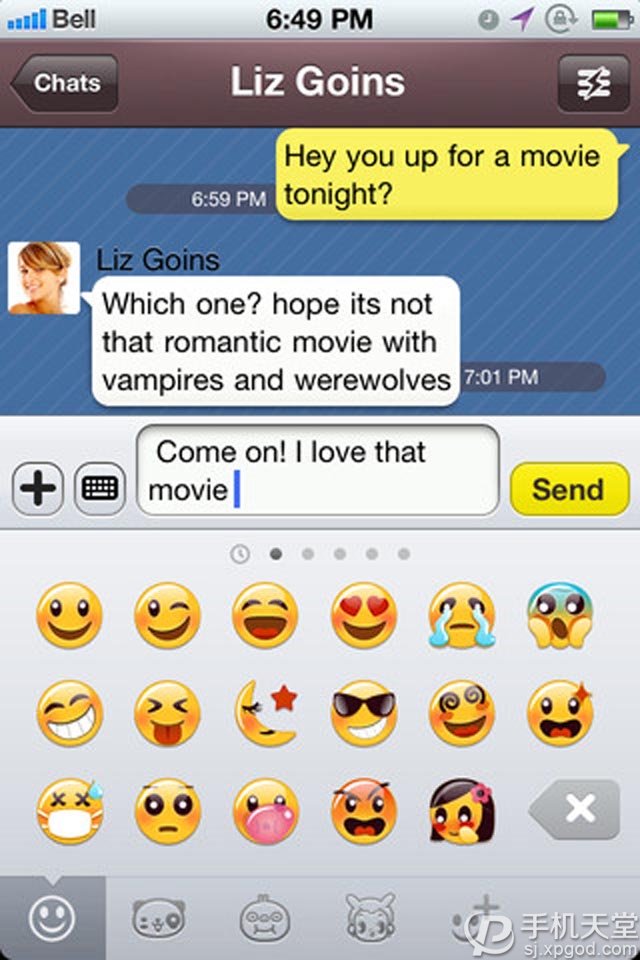 Bell 6:49 PM
Chats Liz Goins
Hey you up for a movie
tonight?
6:59 PM
Liz Goins
Which one? hope its not
that romantic movie with
vampires and werewolves
7:01 PM
Come on! I love that
movie
Send
手机天堂
sj.xpgod.com